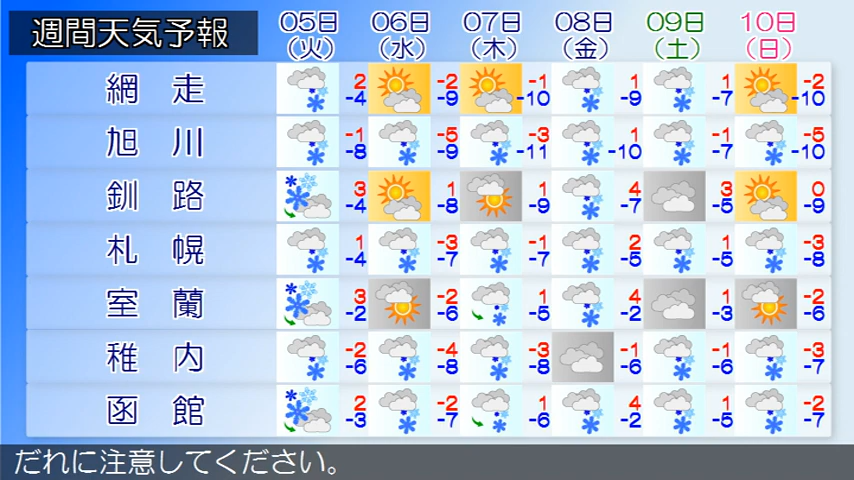 週間天気予報
05日 06日 07日 08日 09日 10日
(火) (水) (木) (金) (土) (日)
網走 2 -4 -2 -9 -1 -10 1 -9 1 -7 -2 -10
旭川 -1 -8 -5 -9 -3 -11 1 -10 -1 -7 -5 -10
釧路 3 -4 1 -8 1 -9 4 -7 3 -5 0 -9
札幌 1 -4 -3 -7 -1 -7 2 -5 1 -5 -3 -8
室蘭 3 -2 -2 -6 1 -5 4 -2 1 -3 -2 -6
稚内 -2 -6 -4 -8 -3 -8 -1 -6 -1 -6 -3 -7
函館 2 -3 -2 -7 1 -6 4 -2 1 -5 -2 -7
だれに注意してください。